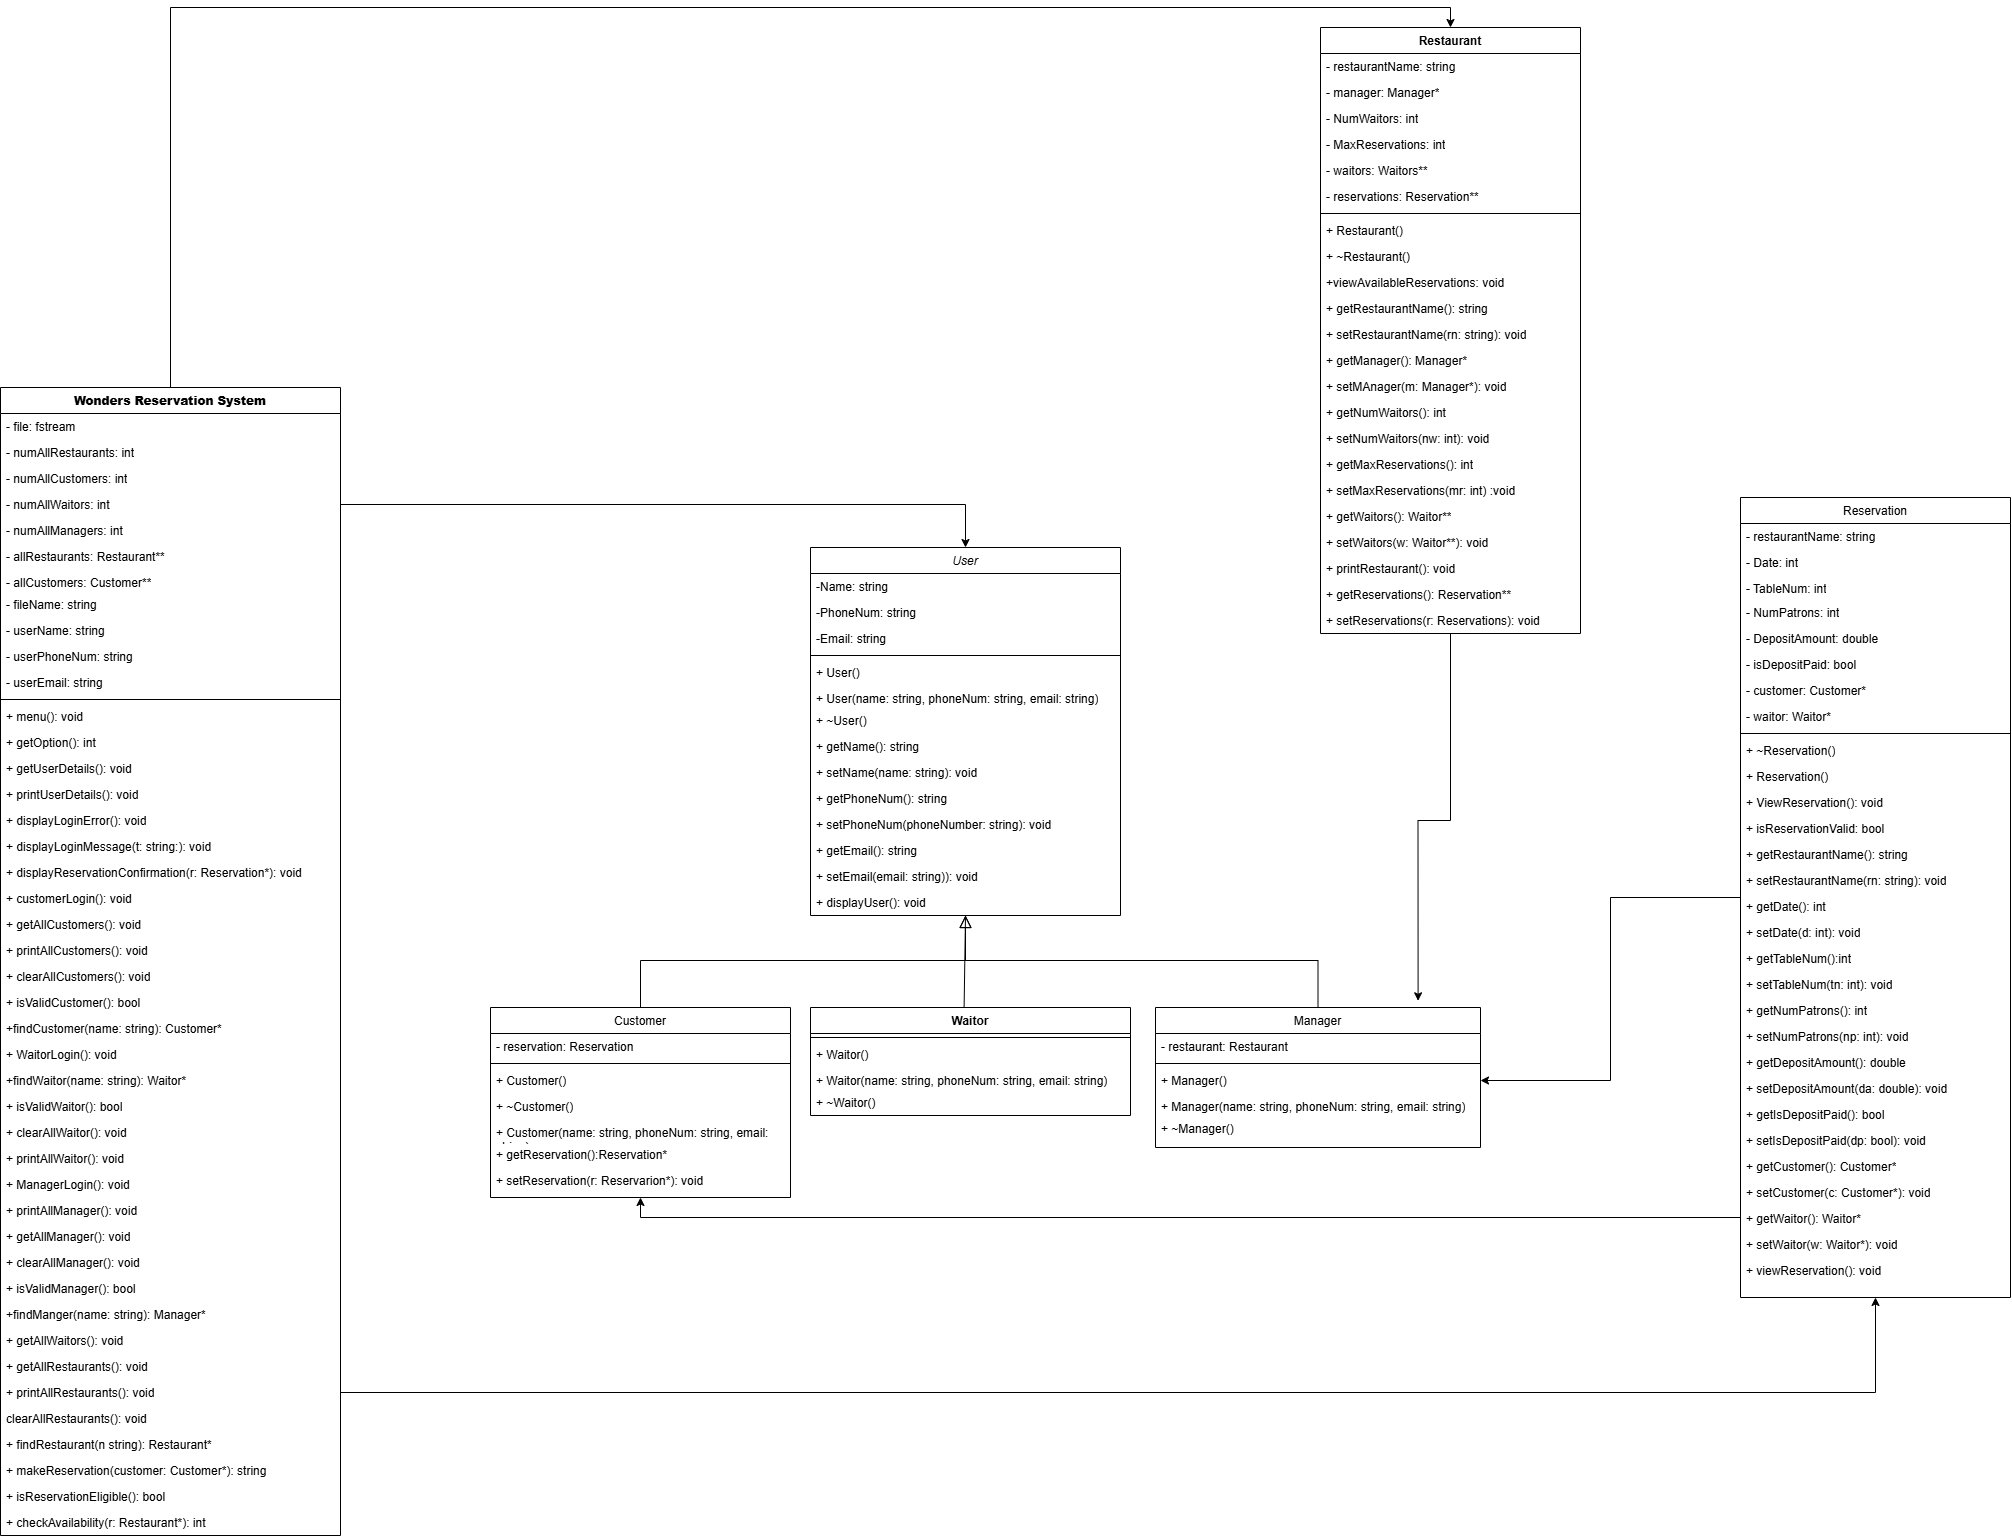 Restaurant
- restaurantName: string
- manager: Manager*
- NumWaitors: int
- MaxReservations: int
- waitors: Waitors**
- reservations: Reservation**
+ Restaurant()
+ ~Restaurant()
+viewAvailableReservations: void
+ getRestaurantName(): string
+ setRestaurantName(rn: string): void
+ getManager(): Manager*
+ setMAnager(m: Manager*): void
+ getNumWaitors(): int
+ setNumWaitors(nw: int): void
+ getMaxReservations(): int
+ setMaxReservations(mr: int) :void
+ getWaitors(): Waitor**
+ setWaitors(w: Waitor**): void
+ printRestaurant(): void
+ getReservations(): Reservation**
+ setReservations(r: Reservations): void
Wonders Reservation System
- file: fstream
- numAllRestaurants: int
- numAllCustomers: int
- numAllWaitors: int
- numAllManagers: int
- allRestaurants: Restaurant**
- allCustomers: Customer**
- fileName: string
- userName: string
- userPhoneNum: string
- userEmail: string
+ menu(): void
+ getOption(): int
+ getUserDetails(): void
+ printUserDetails(): void
+ displayLoginError(): void
+ displayLoginMessage(t: string:): void
+ displayReservationConfirmation(r: Reservation*): void
+ customerLogin(): void
+ getAllCustomers(): void
+ printAllCustomers(): void
+ clearAllCustomers(): void
+ isValidCustomer(): bool
+findCustomer(name: string): Customer*
+ WaitorLogin(): void
+findWaitor(name: string): Waitor*
+ isValidWaitor(): bool
+ clearAllWaitor(): void
+ printAllWaitor(): void
+ ManagerLogin(): void
+ printAllManager(): void
+ getAllManager(): void
+ clearAllManager(): void
+ isValidManager(): bool
+findManger(name: string): Manager*
+ getAllWaitors(): void
+ getAllRestaurants(): void
+ printAllRestaurants(): void
clearAllRestaurants(): void
+ findRestaurant(n string): Restaurant*
+ makeReservation(customer: Customer*): string
+ isReservationEligible(): bool
+ checkAvailability(r: Restaurant*): int
User
-Name: string
-PhoneNum: string
-Email: string
+ User()
+ User(name: string, phoneNum: string, email: string)
+ ~User()
+ getName(): string
+ setName(name: string): void
+ getPhoneNum(): string
+ setPhoneNum(phoneNumber: string): void
+ getEmail(): string
+ setEmail(email: string)): void
+ displayUser(): void
Customer
- reservation: Reservation
+ Customer()
+ ~Customer()
+ Customer(name: string, phoneNum: string, email:
+ getReservation():Reservation*
+ setReservation(r: Reservarion*): void
Waitor
+ Waitor()
+ Waitor(name: string, phoneNum: string, email: string)
+ ~Waitor()
Manager
- restaurant: Restaurant
+ Manager()
+ Manager(name: string, phoneNum: string, email: string)
+ ~Manager()
Reservation
- restaurantName: string
- Date: int
- TableNum: int
- NumPatrons: int
- DepositAmount: double
- isDepositPaid: bool
- customer: Customer*
- waitor: Waitor*
+ ~Reservation()
+ Reservation()
+ ViewReservation(): void
+ isReservationValid: bool
+ getRestaurantName(): string
+ setRestaurantName(rn: string): void
+ getDate(): int
+ setDate(d: int): void
+ getTableNum():int
+ setTableNum(tn: int): void
+ getNumPatrons(): int
+ setNumPatrons(np: int): void
+ getDepositAmount(): double
+ setDepositAmount(da: double): void
+ getIsDepositPaid(): bool
+ setIsDepositPaid(dp: bool): void
+ getCustomer(): Customer*
+ setCustomer(c: Customer*): void
+ getWaitor(): Waitor*
+ setWaitor(w: Waitor*): void
+ viewReservation(): void